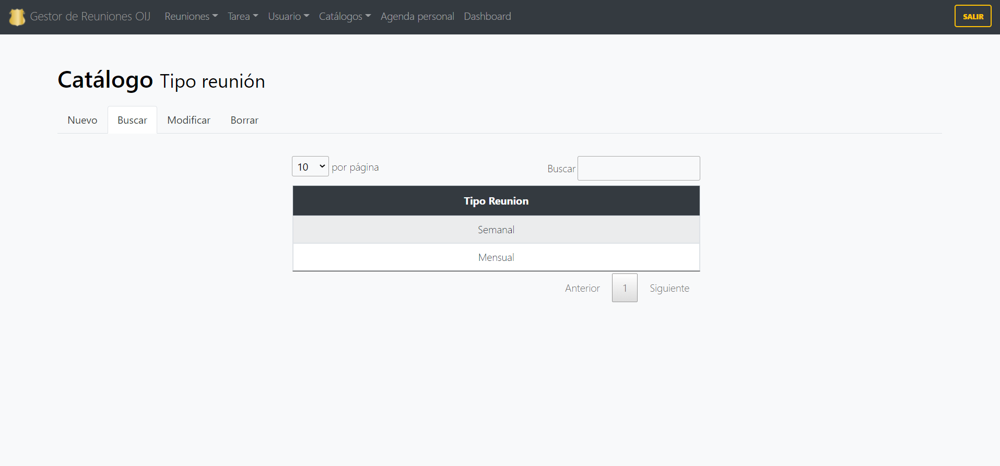 Gestor de Reuniones OIJ Reuniones Tarea Usuario Catálogos Agenda personal Dashboard SALIR
Catálogo Tipo reunión
Nuevo Buscar Modificar Borrar
10 por página Buscar
Tipo Reunion
Semanal
Mensual
Anterior 1 Siguiente